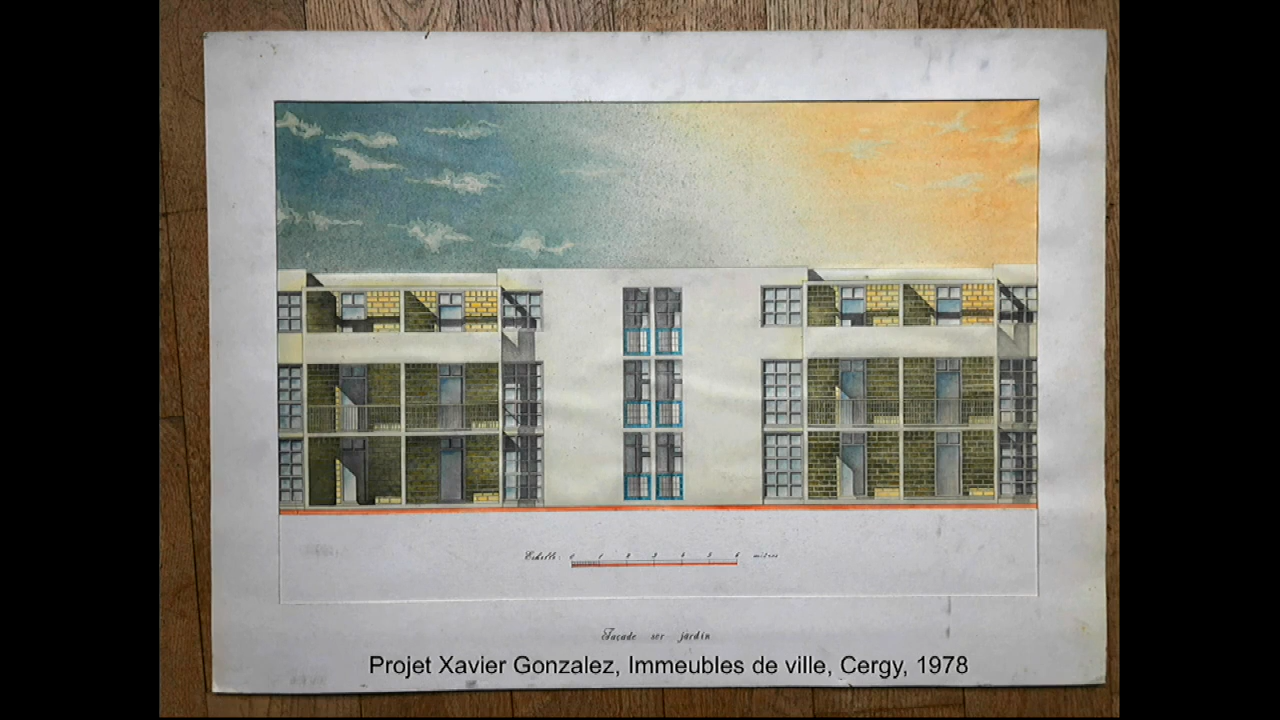 Echelle: 0 1 2 3 4 5 6 mètres
Façade sur jardin
Projet Xavier Gonzalez, Immeubles de ville, Cergy, 1978